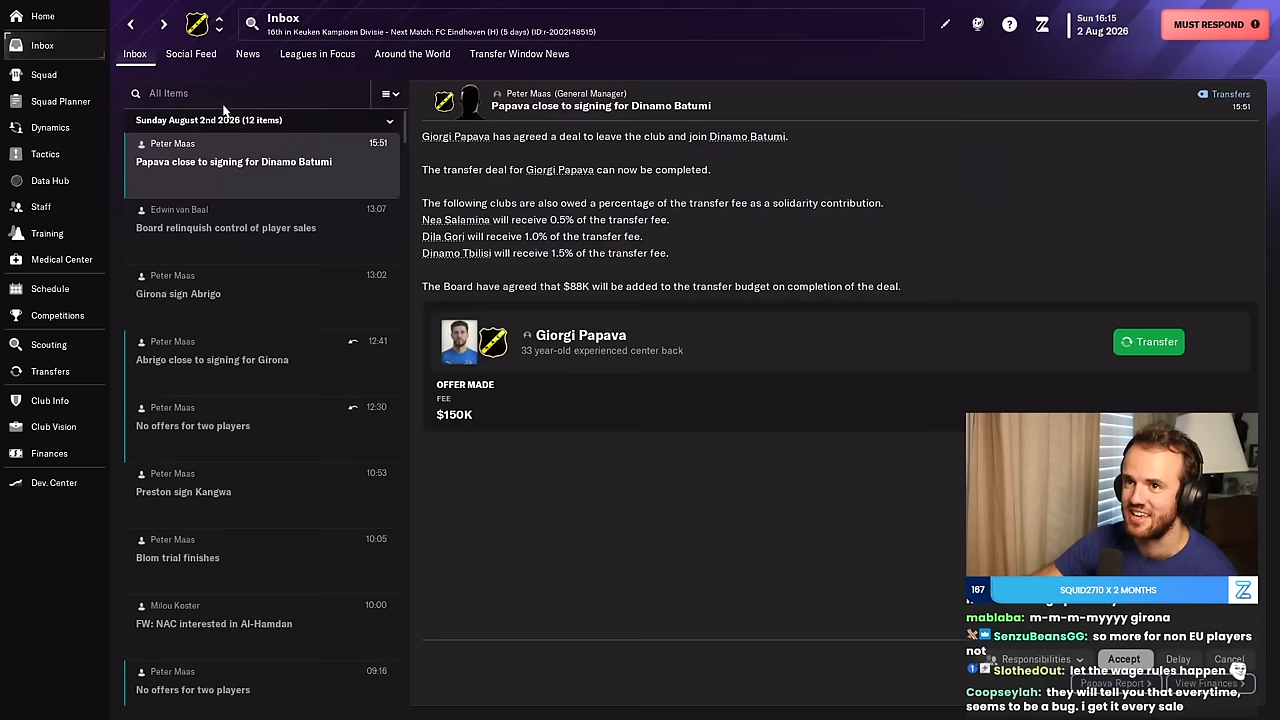 Home
Inbox
Squad
Squad Planner
Dynamics
Tactics
Data Hub
Staff
Training
Medical Center
Schedule
Competitions
Scouting
Transfers
Club Info
Club Vision
Finances
Dev. Center
Inbox
16th in Keuken Kampioen Divisie - Next Match: FC Eindhoven (H) (5 days) (ID:r-2002148515)
Sun 16:15
2 Aug 2026
MUST RESPOND
Inbox
Social Feed
News
Leagues in Focus
Around the World
Transfer Window News
All Items
Sunday August 2nd 2026 (12 items)
Peter Maas 15:51
Papava close to signing for Dinamo Batumi
Edwin van Baal 13:07
Board relinquish control of player sales
Peter Maas 13:02
Girona sign Abrigo
Peter Maas 12:41
Abrigo close to signing for Girona
Peter Maas 12:30
No offers for two players
Peter Maas 10:53
Preston sign Kangwa
Peter Maas 10:05
Blom trial finishes
Milou Koster 10:00
FW: NAC interested in Al-Hamdan
Peter Maas 09:16
No offers for two players
Peter Maas (General Manager)
Papava close to signing for Dinamo Batumi
Transfers
15:51
Giorgi Papava has agreed a deal to leave the club and join Dinamo Batumi.
The transfer deal for Giorgi Papava can now be completed.
The following clubs are also owed a percentage of the transfer fee as a solidarity contribution.
Nea Salamina will receive 0.5% of the transfer fee.
Dila Gori will receive 1.0% of the transfer fee.
Dinamo Tbilisi will receive 1.5% of the transfer fee.
The Board have agreed that $88K will be added to the transfer budget on completion of the deal.
Giorgi Papava
33 year-old experienced center back
Transfer
OFFER MADE
FEE
$150K
167
SQUID2710 X 2 MONTHS
mablaba: m-m-m-myyyy girona
SenzuBeansGG: so more for non EU players
not
Responsibilities
Accept
Delay
Cancel
SlothedOut: let the wage rules happen
Papava Report
View Finances
Coopseylah: they will tell you that everytime,
seems to be a bug. i get it every sale